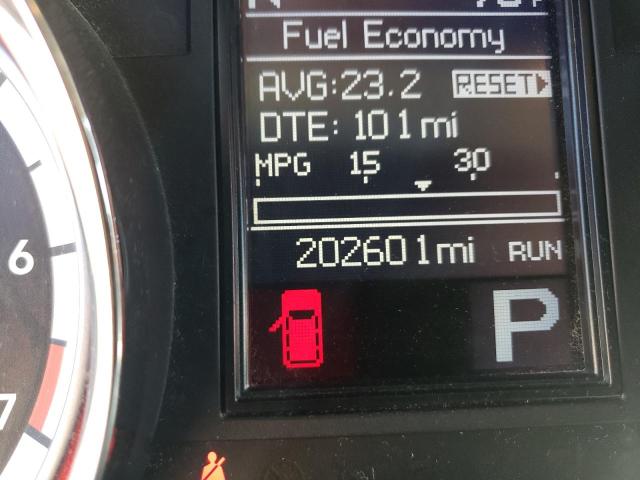 Fuel Economy
AVG:23.2 RESET
DTE: 101 mi
MPG 15 30
202601 mi RUN
6
P
7